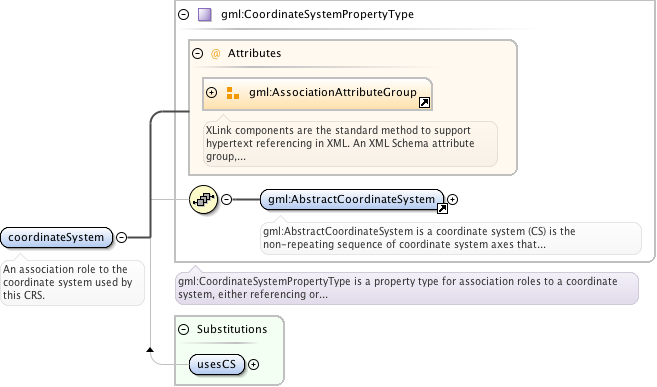 gml:CoordinateSystemPropertyType
@ Attributes
gml:AssociationAttributeGroup
XLink components are the standard method to support
hypertext referencing in XML. An XML Schema attribute
group,...
gml:AbstractCoordinateSystem
gml:AbstractCoordinateSystem is a coordinate system (CS) is the
non-repeating sequence of coordinate system axes that...
coordinateSystem
An association role to the
coordinate system used by
this CRS.
gml:CoordinateSystemPropertyType is a property type for association roles to a coordinate
system, either referencing or...
Substitutions
usesCS